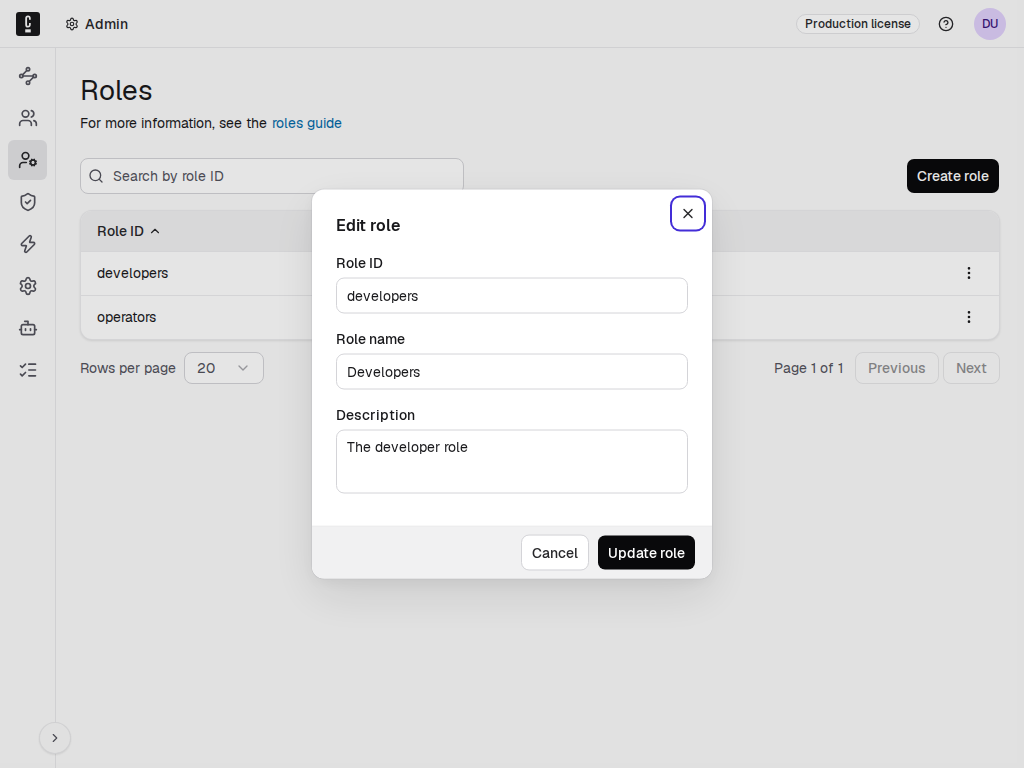 Admin
Production license
DU
Roles
For more information, see the roles guide
Search by role ID
Create role
Role ID
developers
operators
Rows per page
20
Page 1 of 1
Previous
Next
Edit role
Role ID
developers
Role name
Developers
Description
The developer role
Cancel
Update role